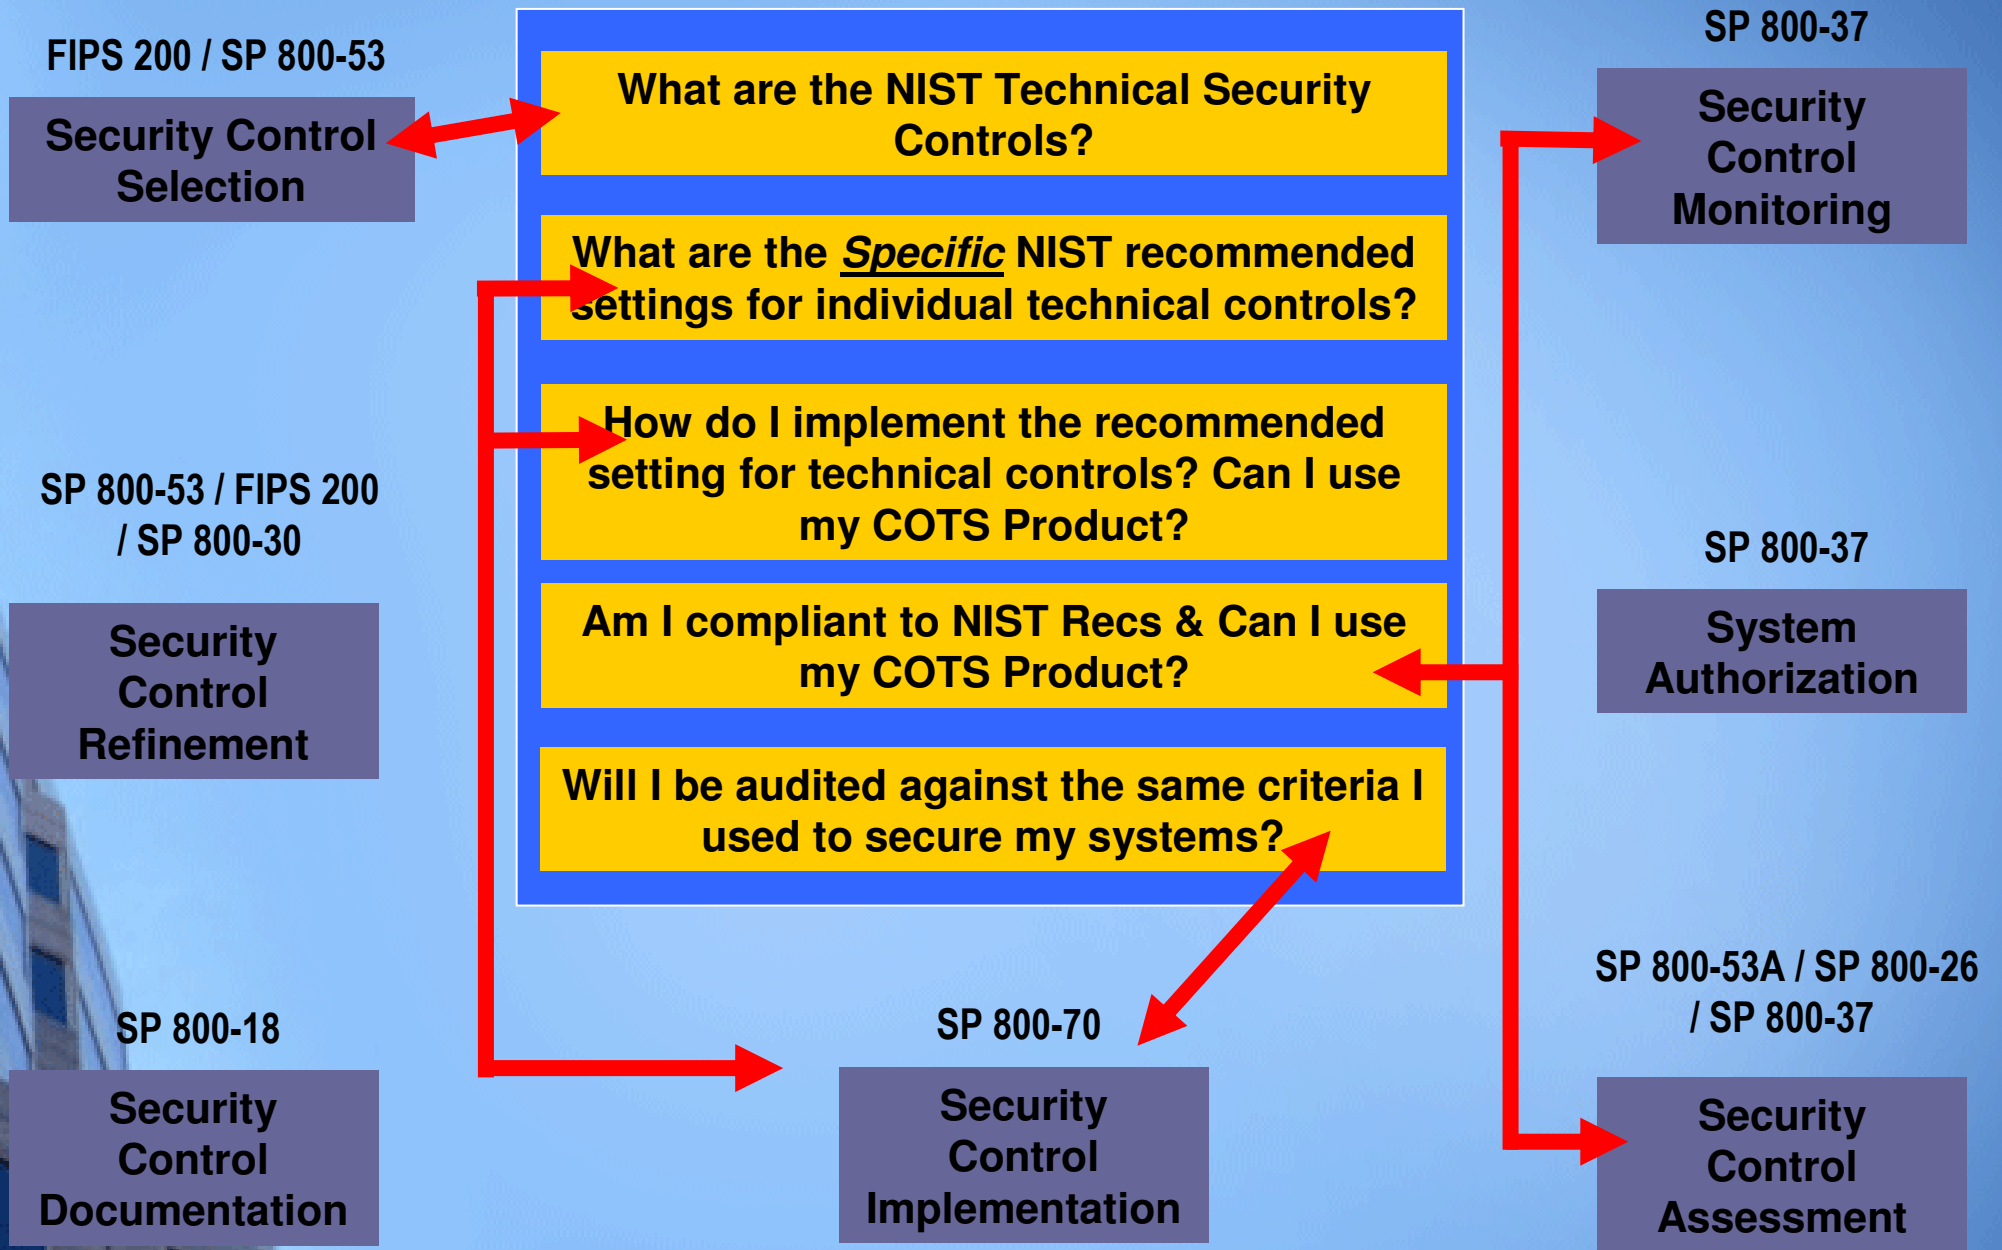 FIPS 200 / SP 800-53
Security Control
Selection
What are the NIST Technical Security
Controls?
What are the Specific NIST recommended
settings for individual technical controls?
How do I implement the recommended
setting for technical controls? Can I use
my COTS Product?
Am I compliant to NIST Recs & Can I use
my COTS Product?
Will I be audited against the same criteria I
used to secure my systems?
SP 800-37
Security
Control
Monitoring
SP 800-53 / FIPS 200
/ SP 800-30
Security
Control
Refinement
SP 800-37
System
Authorization
SP 800-18
Security
Control
Documentation
SP 800-70
Security
Control
Implementation
SP 800-53A / SP 800-26
/ SP 800-37
Security
Control
Assessment